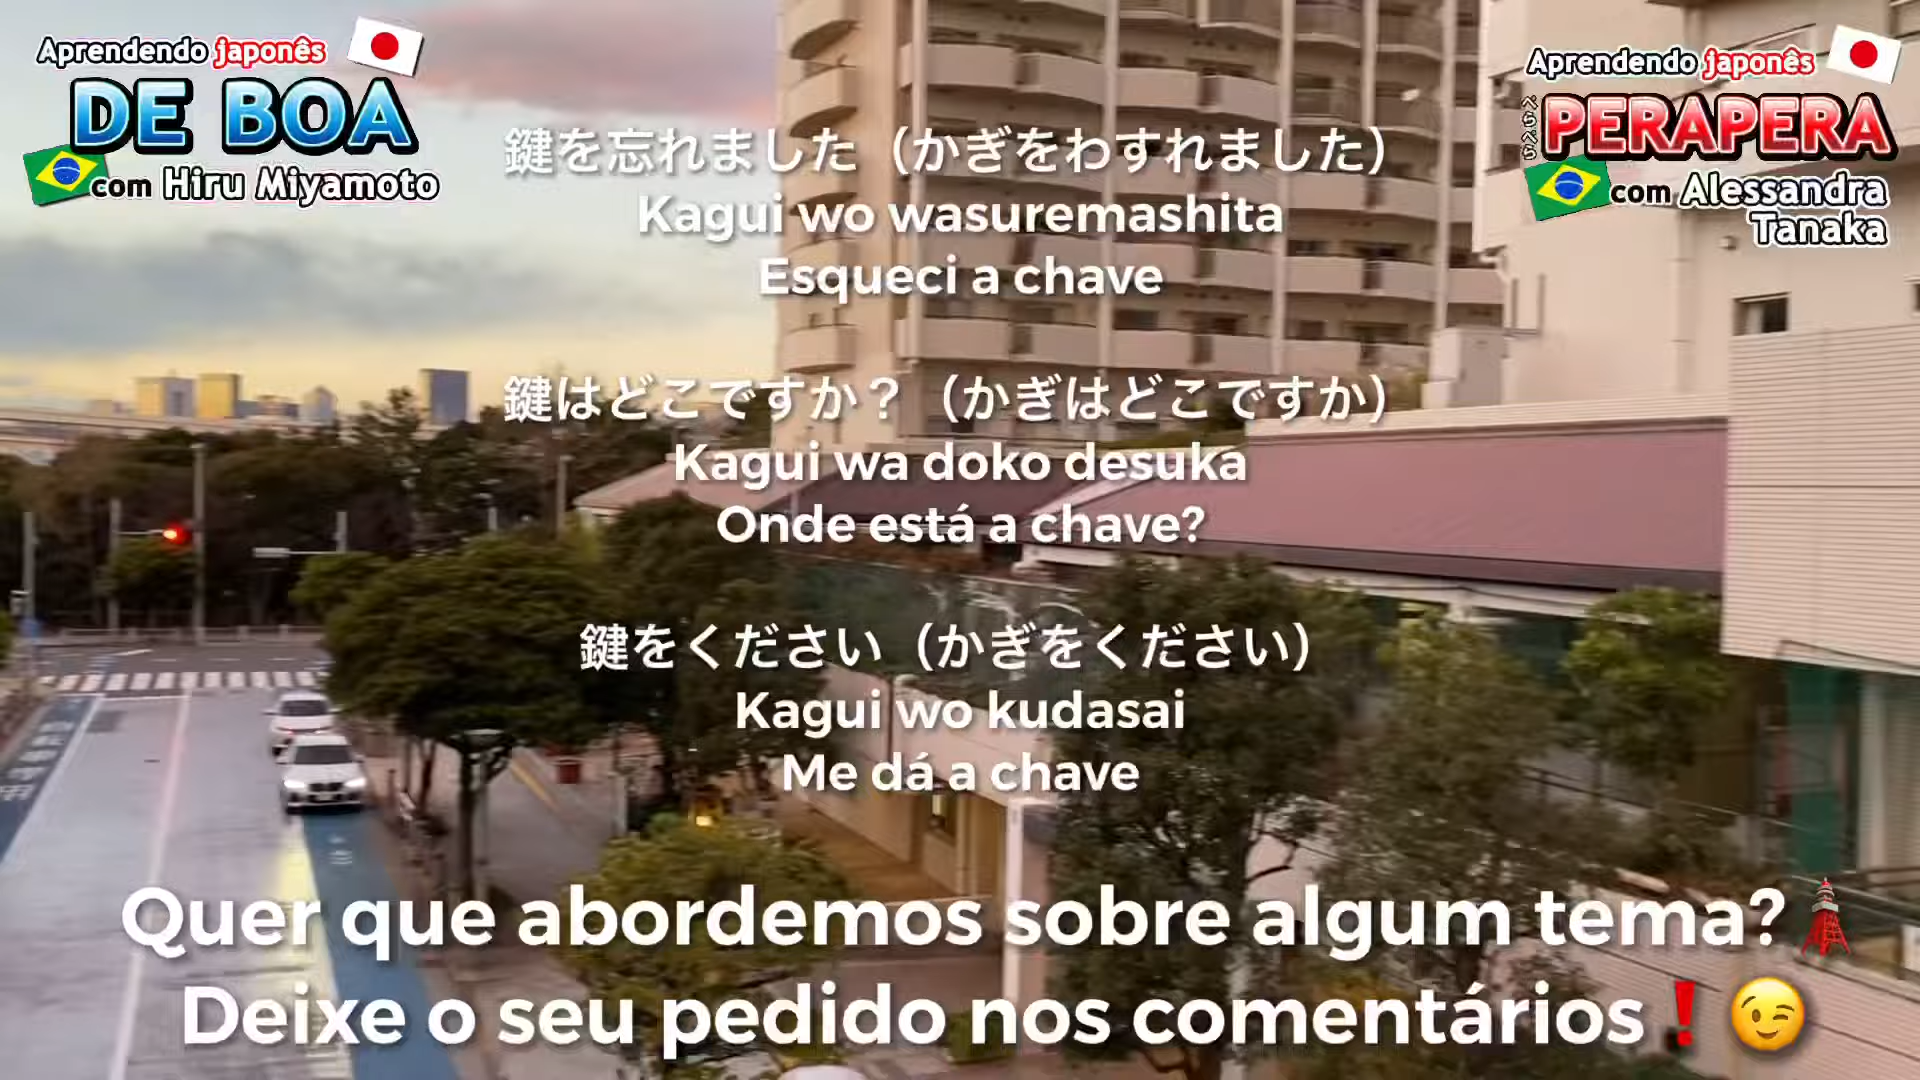 Aprendendo japonês
DE BOA
com Hiru Miyamoto
Aprendendo japonês
ぺらぺら
PERAPERA
com Alessandra
Tanaka
鍵を忘れました（かぎをわすれました）
Kagui wo wasuremashita
Esqueci a chave
鍵はどこですか？（かぎはどこですか）
Kagui wa doko desuka
Onde está a chave?
鍵をください（かぎをください）
Kagui wo kudasai
Me dá a chave
Quer que abordemos sobre algum tema?🗼
Deixe o seu pedido nos comentários❗😉